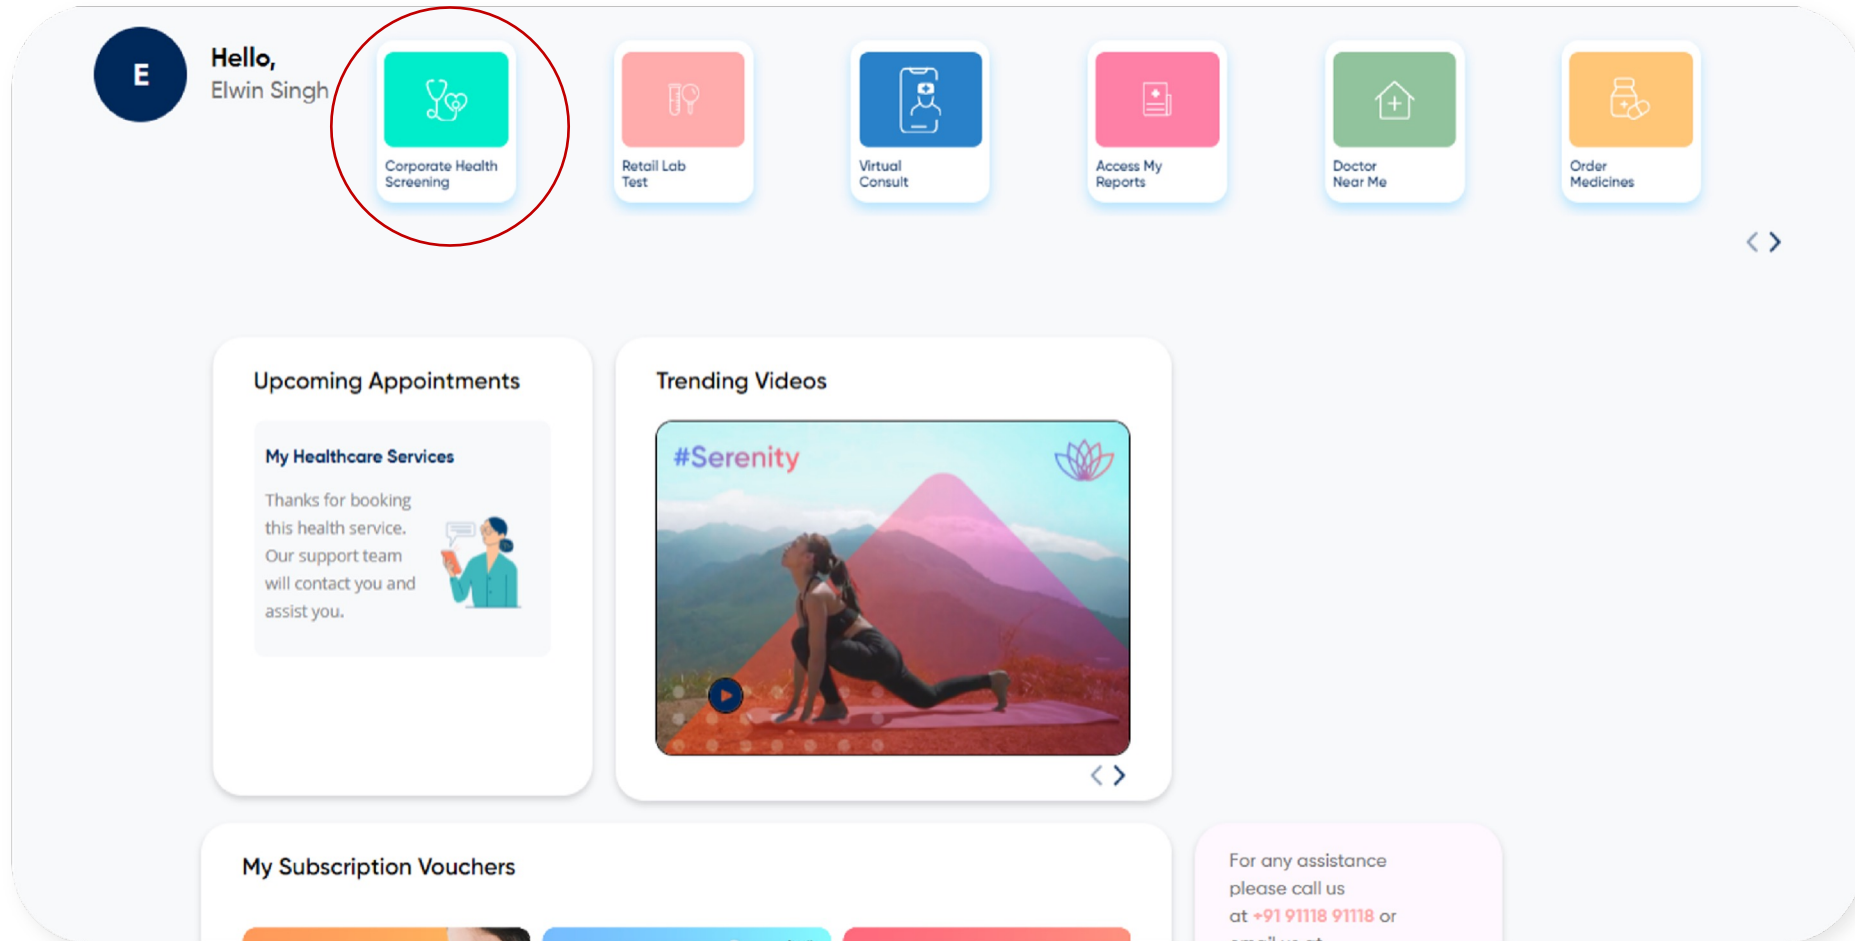 E
Hello,
Elwin Singh
Corporate Health
Screening
Retail Lab
Test
Virtual
Consult
Access My
Reports
Doctor
Near Me
Order
Medicines
Upcoming Appointments
My Healthcare Services
Thanks for booking
this health service.
Our support team
will contact you and
assist you.
Trending Videos
#Serenity
My Subscription Vouchers
For any assistance
please call us
at +91 91118 91118 or